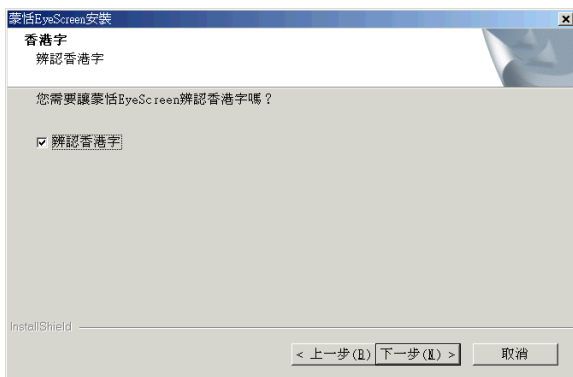 蒙恬EyeScreen安裝
香港字
辨認香港字
您需要讓蒙恬EyeScreen辨認香港字嗎？
辨認香港字
InstallShield
< 上一步(B) 下一步(N) > 取消